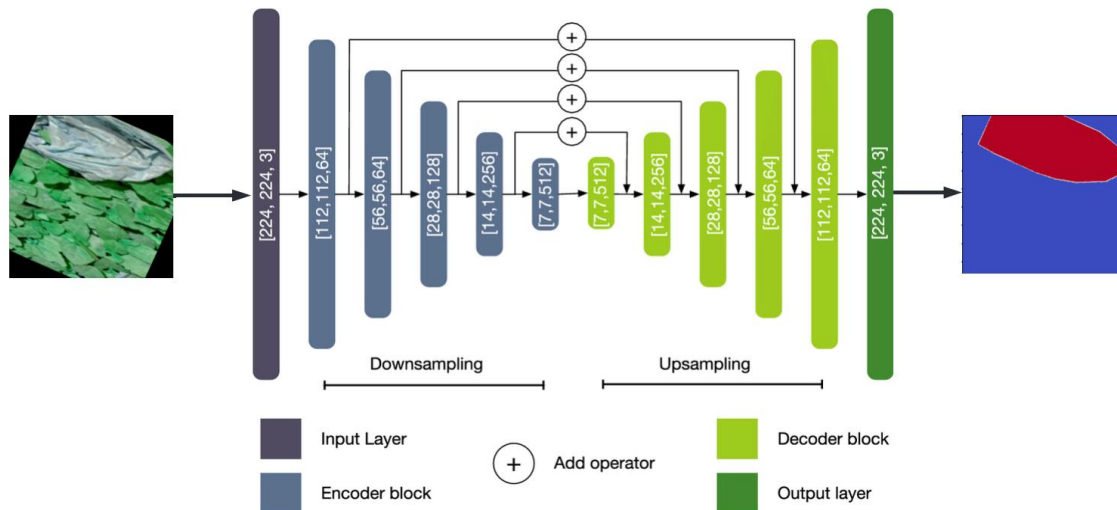 +
+
+
+
[224, 224, 3]
[112,112,64]
[56,56,64]
[28,28,128]
[14,14,256]
[7,7,512]
[7,7,512]
[14,14,256]
[28,28,128]
[56,56,64]
[112,112,64]
[224, 224, 3]
Downsampling
Upsampling
Input Layer
Encoder block
+
Add operator
Decoder block
Output layer